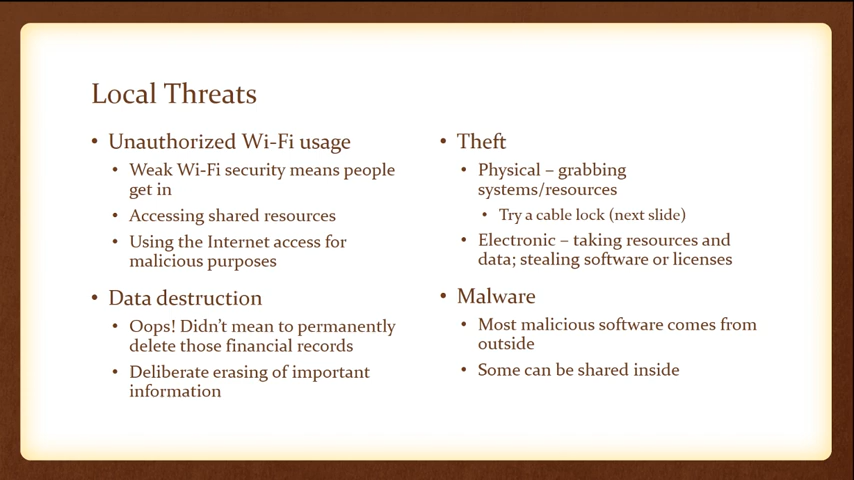 Local Threats
• Unauthorized Wi-Fi usage
• Weak Wi-Fi security means people
get in
• Accessing shared resources
• Using the Internet access for
malicious purposes
• Data destruction
• Oops! Didn’t mean to permanently
delete those financial records
• Deliberate erasing of important
information
• Theft
• Physical – grabbing
systems/resources
• Try a cable lock (next slide)
• Electronic – taking resources and
data; stealing software or licenses
• Malware
• Most malicious software comes from
outside
• Some can be shared inside